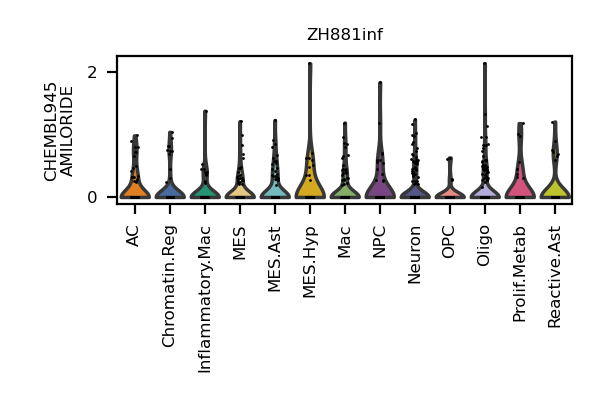 ZH881inf
CHEMBL945
AMILORIDE
2
0
AC
Chromatin.Reg
Inflammatory.Mac
MES
MES.Ast
MES.Hyp
Mac
NPC
Neuron
OPC
Oligo
Prolif.Metab
Reactive.Ast